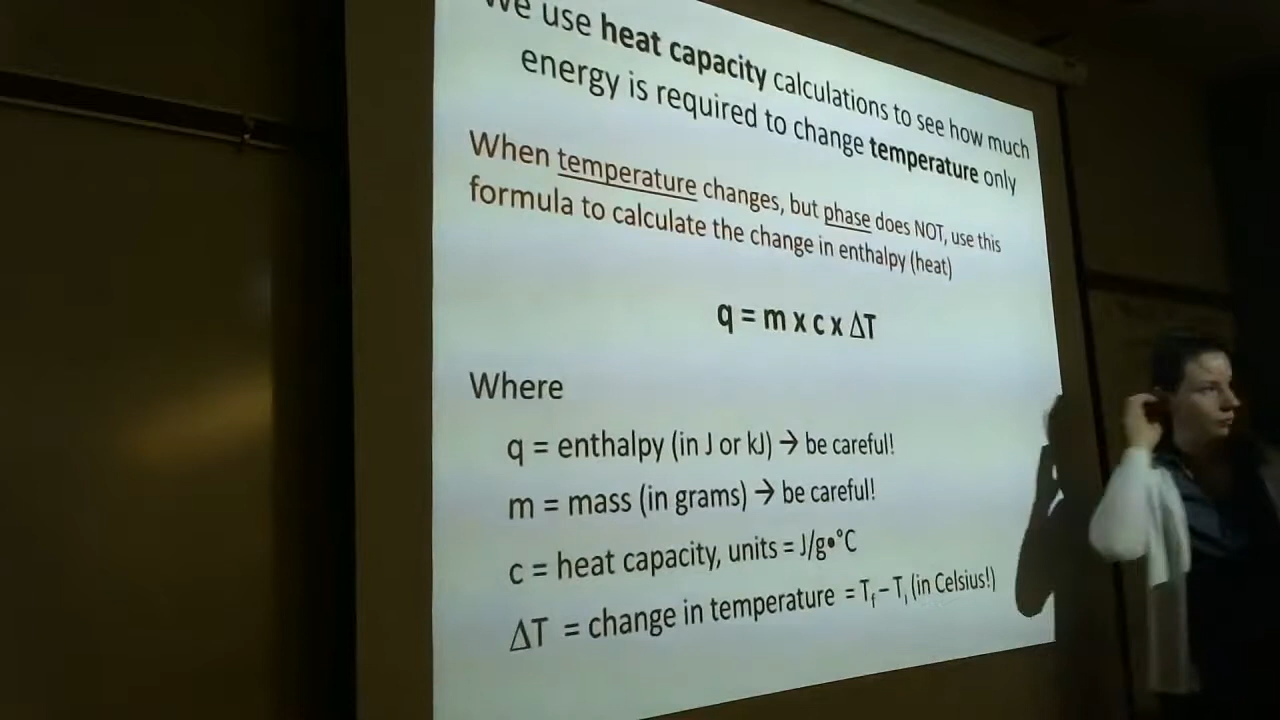 We use heat capacity calculations to see how much
energy is required to change temperature only
When temperature changes, but phase does NOT, use this
formula to calculate the change in enthalpy (heat)
q = m x c x ΔT
Where
q = enthalpy (in J or kJ) → be careful!
m = mass (in grams) → be careful!
c = heat capacity, units = J/g•°C
ΔT = change in temperature = Tf – Ti (in Celsius!)